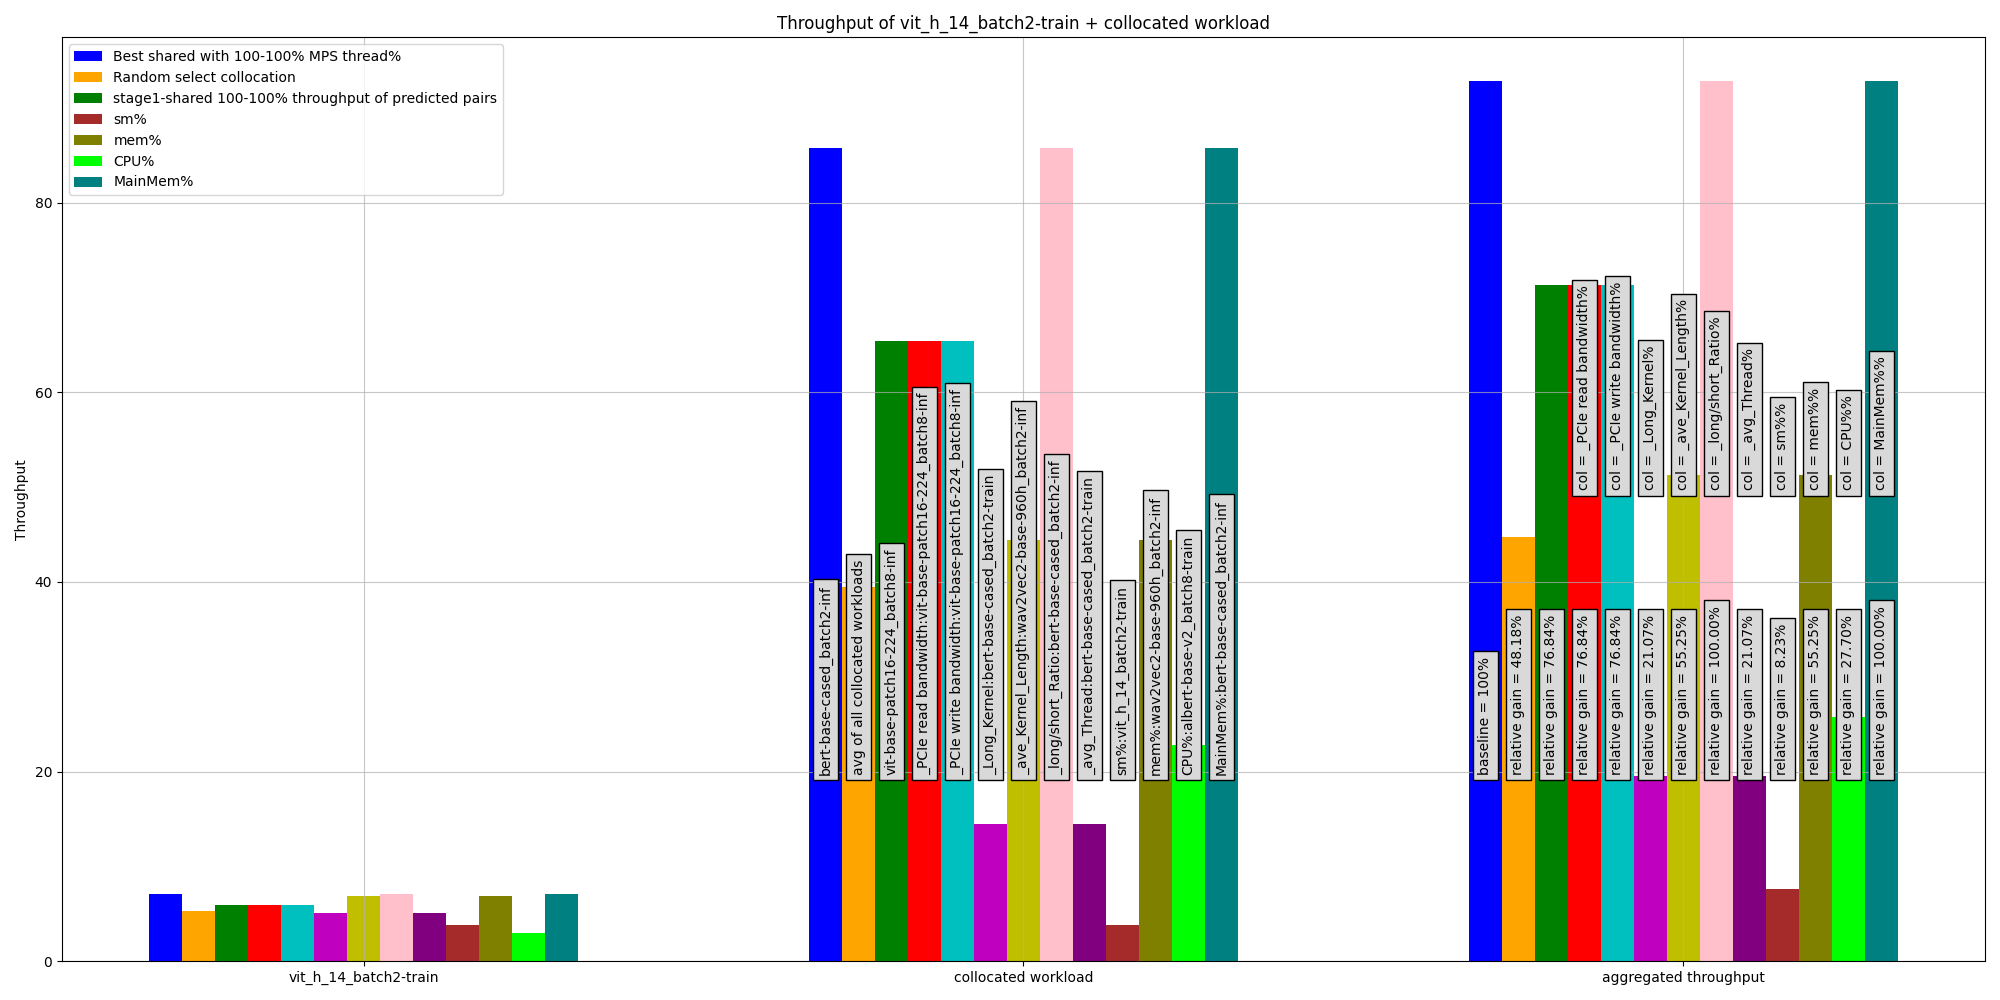 Throughput of vit_h_14_batch2-train + collocated workload
Best shared with 100-100% MPS thread%
Random select collocation
stage1-shared 100-100% throughput of predicted pairs
sm%
mem%
CPU%
MainMem%
Throughput
80
60
40
20
0
bert-base-cased_batch2-inf
avg of all collocated workloads
vit-base-patch16-224_batch8-inf
_PCIe read bandwidth:vit-base-patch16-224_batch8-inf
_PCIe write bandwidth:vit-base-patch16-224_batch8-inf
_Long_Kernel:bert-base-cased_batch2-train
_ave_Kernel_Length:wav2vec2-base-960h_batch2-inf
_long/short_Ratio:bert-base-cased_batch2-inf
_avg_Thread:bert-base-cased_batch2-train
sm%:vit_h_14_batch2-train
mem%:wav2vec2-base-960h_batch2-inf
CPU%:albert-base-v2_batch8-train
MainMem%:bert-base-cased_batch2-inf
col = _PCIe read bandwidth%
col = _PCIe write bandwidth%
col = _Long_Kernel%
col = _ave_Kernel_Length%
col = _long/short_Ratio%
col = _avg_Thread%
col = sm%%
col = mem%%
col = CPU%%
col = MainMem%%
baseline = 100%
relative gain = 48.18%
relative gain = 76.84%
relative gain = 76.84%
relative gain = 76.84%
relative gain = 21.07%
relative gain = 55.25%
relative gain = 100.00%
relative gain = 21.07%
relative gain = 8.23%
relative gain = 55.25%
relative gain = 27.70%
relative gain = 100.00%
vit_h_14_batch2-train
collocated workload
aggregated throughput